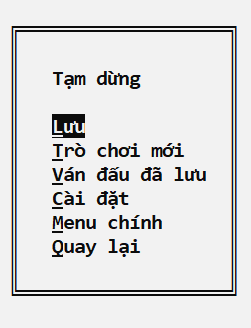 Tạm dừng
Lưu
Trò chơi mới
Ván đấu đã lưu
Cài đặt
Menu chính
Quay lại